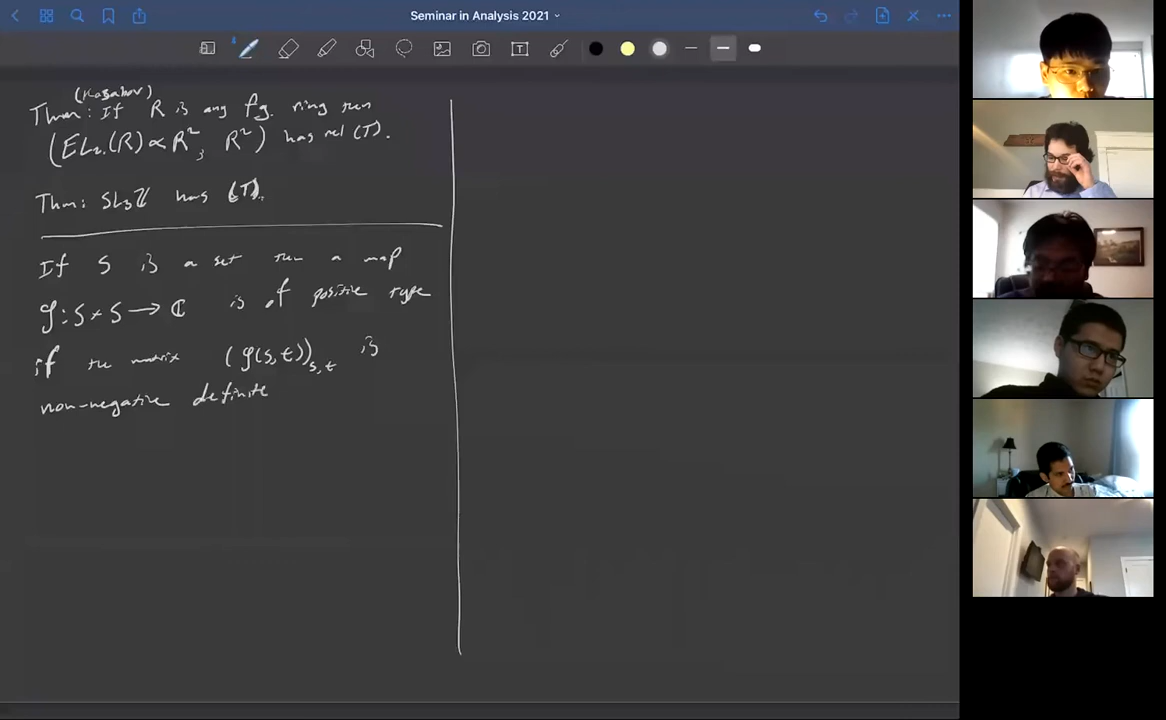 Seminar in Analysis 2021
(Kassabov)
Thm: If R is any f.g. ring then
(EL₂(R) ∝ R², R²) has rel (T).
Thm: SL₃ℤ has (T).
If S is a set then a map
φ: S × S → ℂ is of positive type
if the matrix (φ(s,t))ₛ,ₜ is
non-negative definite